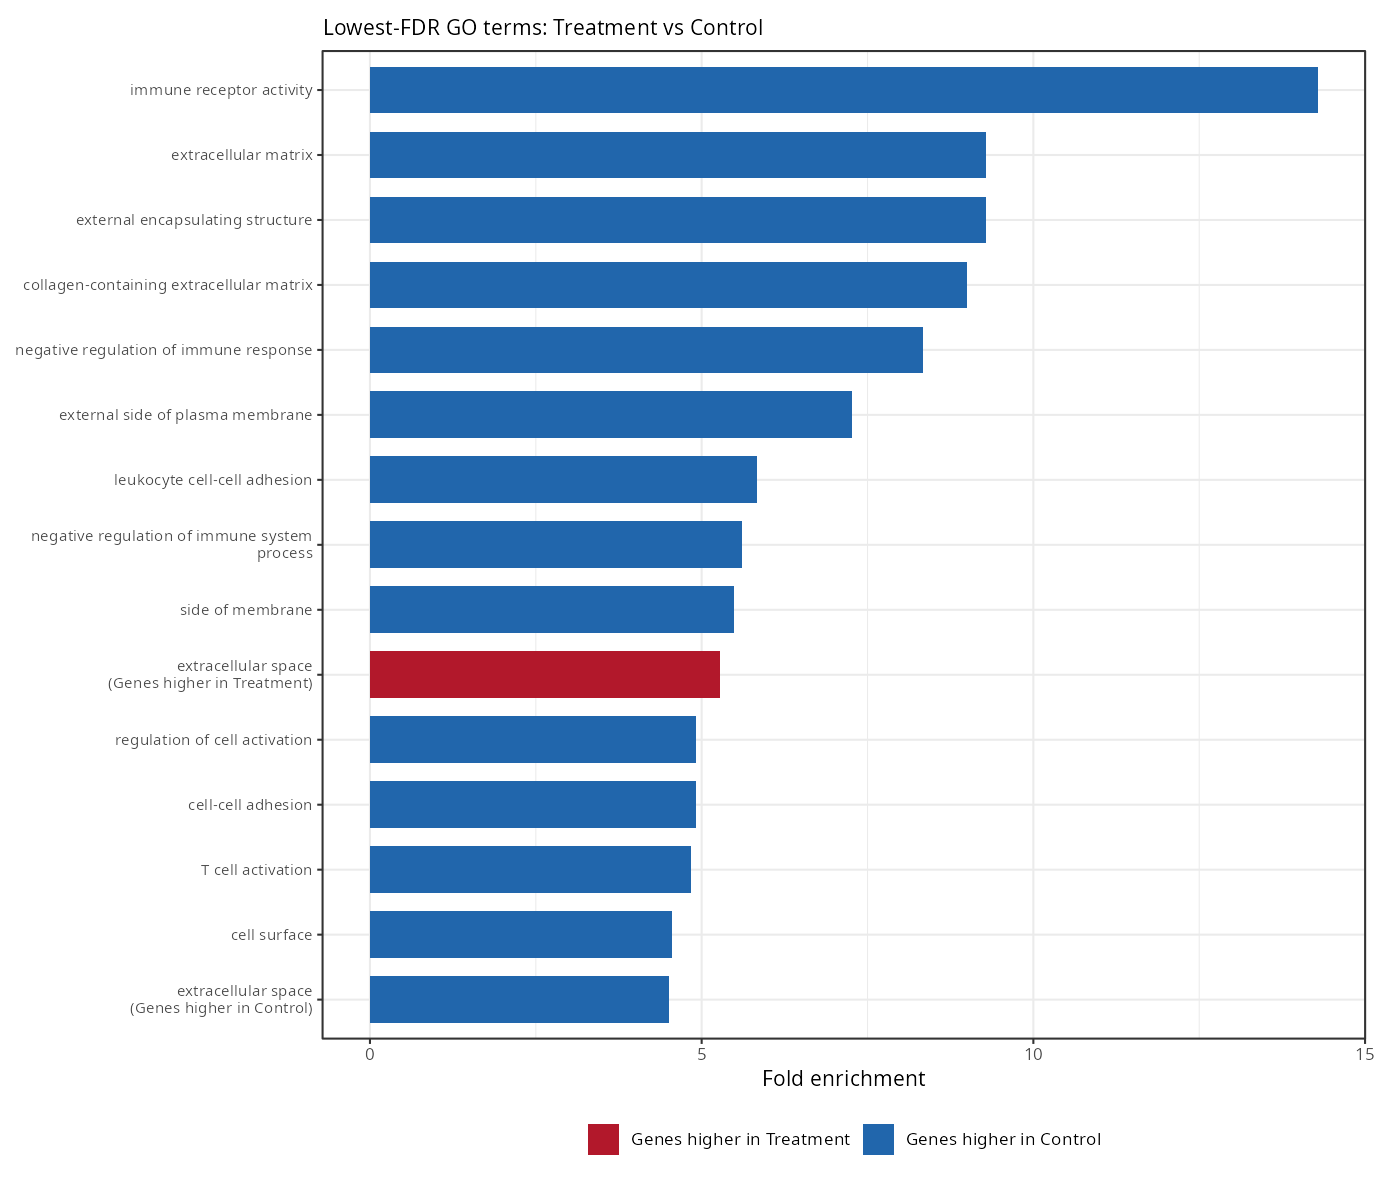 Lowest-FDR GO terms: Treatment vs Control
immune receptor activity
extracellular matrix
external encapsulating structure
collagen-containing extracellular matrix
negative regulation of immune response
external side of plasma membrane
leukocyte cell-cell adhesion
negative regulation of immune system
process
side of membrane
extracellular space
(Genes higher in Treatment)
regulation of cell activation
cell-cell adhesion
T cell activation
cell surface
extracellular space
(Genes higher in Control)
0 5 10 15
Fold enrichment
Genes higher in Treatment Genes higher in Control